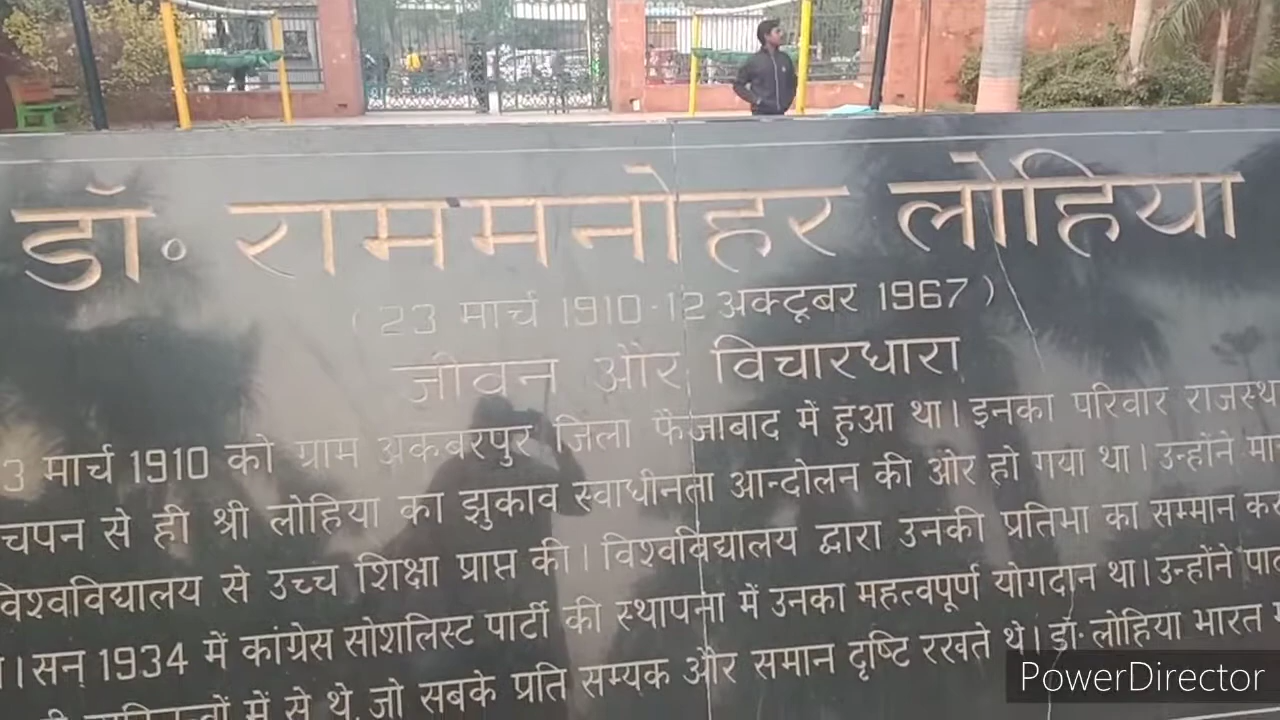 डॉ॰ राममनोहर लोहिया
(23 मार्च 1910-12 अक्टूबर 1967)
जीवन और विचारधारा
3 मार्च 1910 को ग्राम अकबरपुर जिला फैजाबाद में हुआ था। इनका परिवार राजस्थ
चपन से ही श्री लोहिया का झुकाव स्वाधीनता आन्दोलन की ओर हो गया था। उन्होंने
विश्वविद्यालय से उच्च शिक्षा प्राप्त की। विश्वविद्यालय द्वारा उनकी प्रतिभा का सम्मान कर
। सन् 1934 में कांग्रेस सोशलिस्ट पार्टी की स्थापना में उनका महत्वपूर्ण योगदान था। उन्होंने
में से थे, जो सबके प्रति सम्यक और समान दृष्टि रखते थे। डॉ॰ लोहिया भारत
PowerDirector